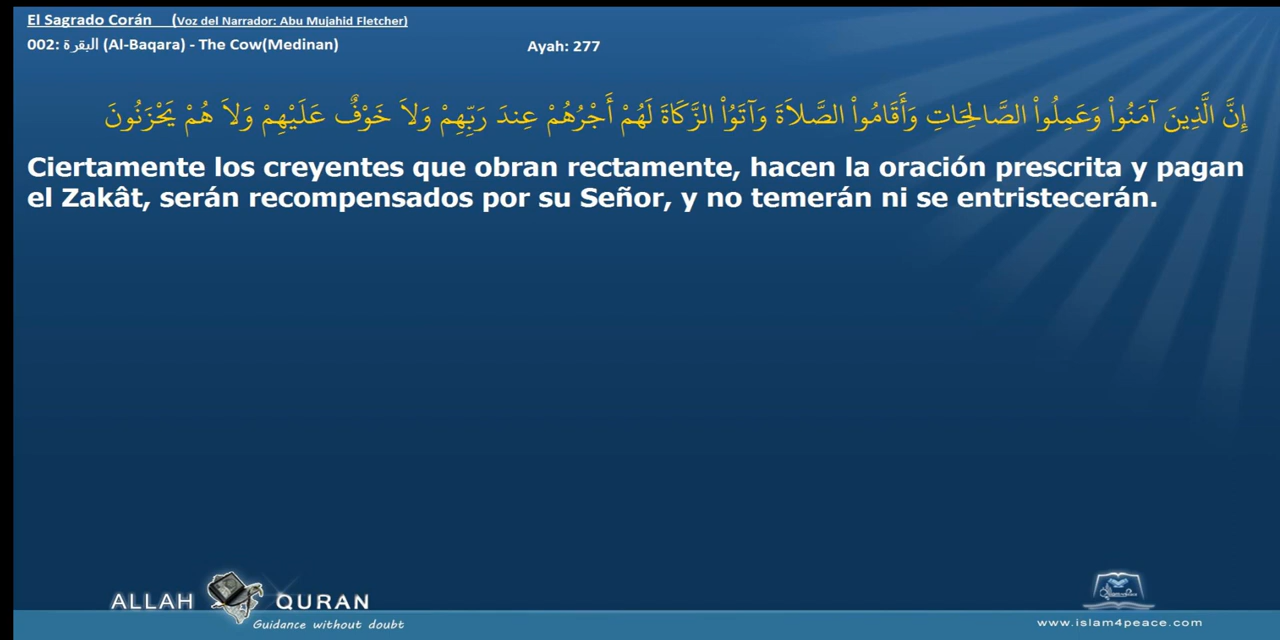 El Sagrado Corán (Voz del Narrador: Abu Mujahid Fletcher)
002: البقرة (Al-Baqara) - The Cow(Medinan) Ayah: 277
إِنَّ الَّذِينَ آمَنُواْ وَعَمِلُواْ الصَّالِحَاتِ وَأَقَامُواْ الصَّلاَةَ وَآتَوُاْ الزَّكَاةَ لَهُمْ أَجْرُهُمْ عِندَ رَبِّهِمْ وَلاَ خَوْفٌ عَلَيْهِمْ وَلاَ هُمْ يَحْزَنُونَ
Ciertamente los creyentes que obran rectamente, hacen la oración prescrita y pagan
el Zakât, serán recompensados por su Señor, y no temerán ni se entristecerán.
ALLAH QURAN
Guidance without doubt
www.islam4peace.com